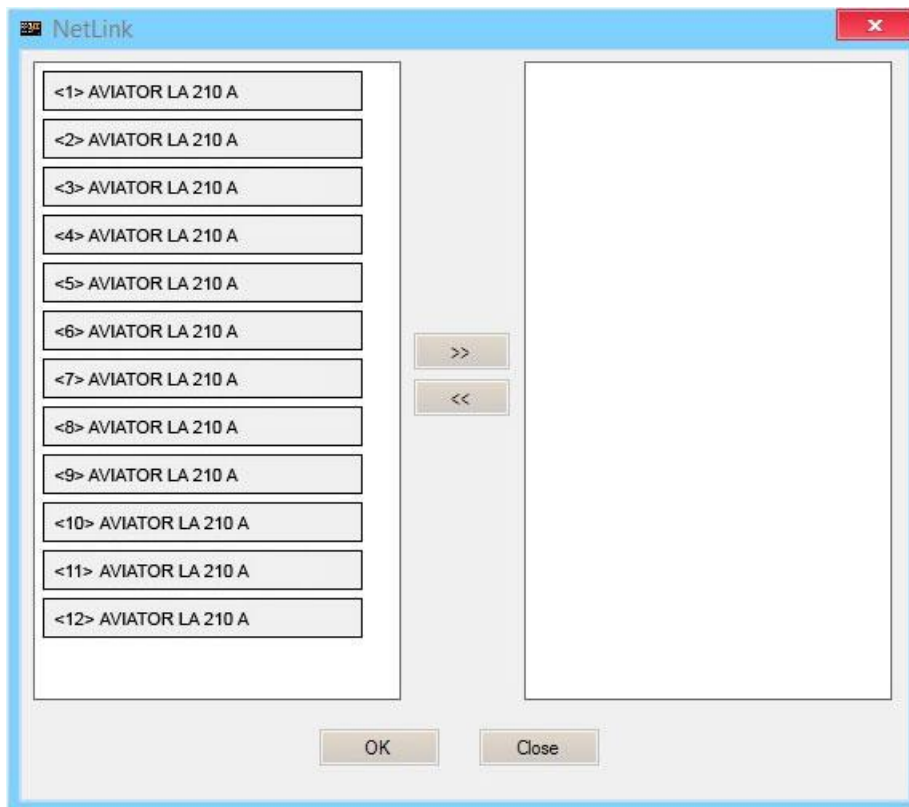 NetLink
<1> AVIATOR LA 210 A
<2> AVIATOR LA 210 A
<3> AVIATOR LA 210 A
<4> AVIATOR LA 210 A
<5> AVIATOR LA 210 A
<6> AVIATOR LA 210 A
<7> AVIATOR LA 210 A
<8> AVIATOR LA 210 A
<9> AVIATOR LA 210 A
<10> AVIATOR LA 210 A
<11> AVIATOR LA 210 A
<12> AVIATOR LA 210 A
>>
<<
OK Close